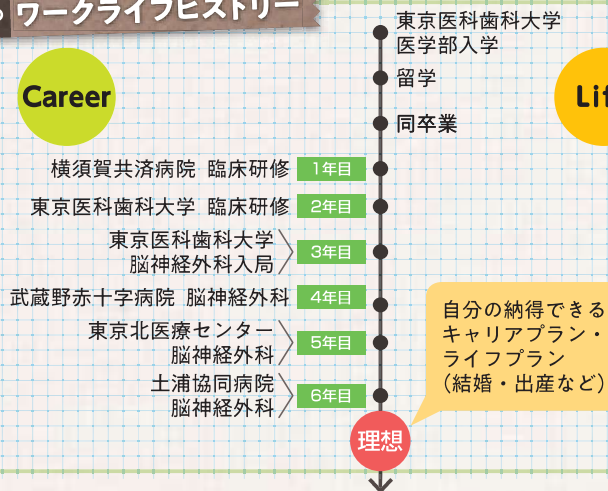 ワークライフヒストリー
Career
東京医科歯科大学
医学部入学
留学
同卒業
横須賀共済病院 臨床研修 1年目
東京医科歯科大学 臨床研修 2年目
東京医科歯科大学
脳神経外科入局
3年目
武蔵野赤十字病院 脳神経外科 4年目
東京北医療センター
脳神経外科
5年目
土浦協同病院
脳神経外科
6年目
自分の納得できる
キャリアプラン・
ライフプラン
(結婚・出産など)
理想